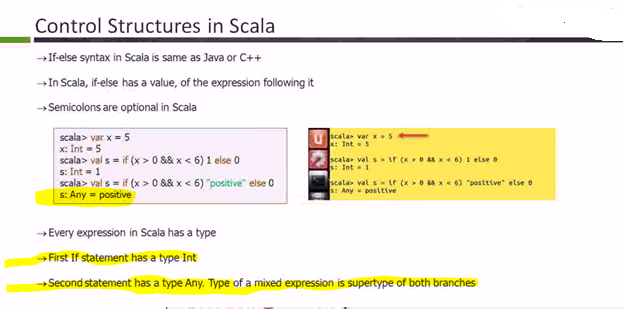 Control Structures in Scala
→If-else syntax in Scala is same as Java or C++
→In Scala, if-else has a value, of the expression following it
→Semicolons are optional in Scala
scala> var x = 5
x: Int = 5
scala> val s = if (x > 0 && x < 6) 1 else 0
s: Int = 1
scala> val s = if (x > 0 && x < 6) "positive" else 0
s: Any = positive
scala> var x = 5
x: Int = 5
scala> val s = if (x > 0 && x < 6) 1 else 0
s: Int = 1
scala> val s = if (x > 0 && x < 6) "positive" else 0
s: Any = positive
→Every expression in Scala has a type
→First If statement has a type Int
→Second statement has a type Any. Type of a mixed expression is supertype of both branches